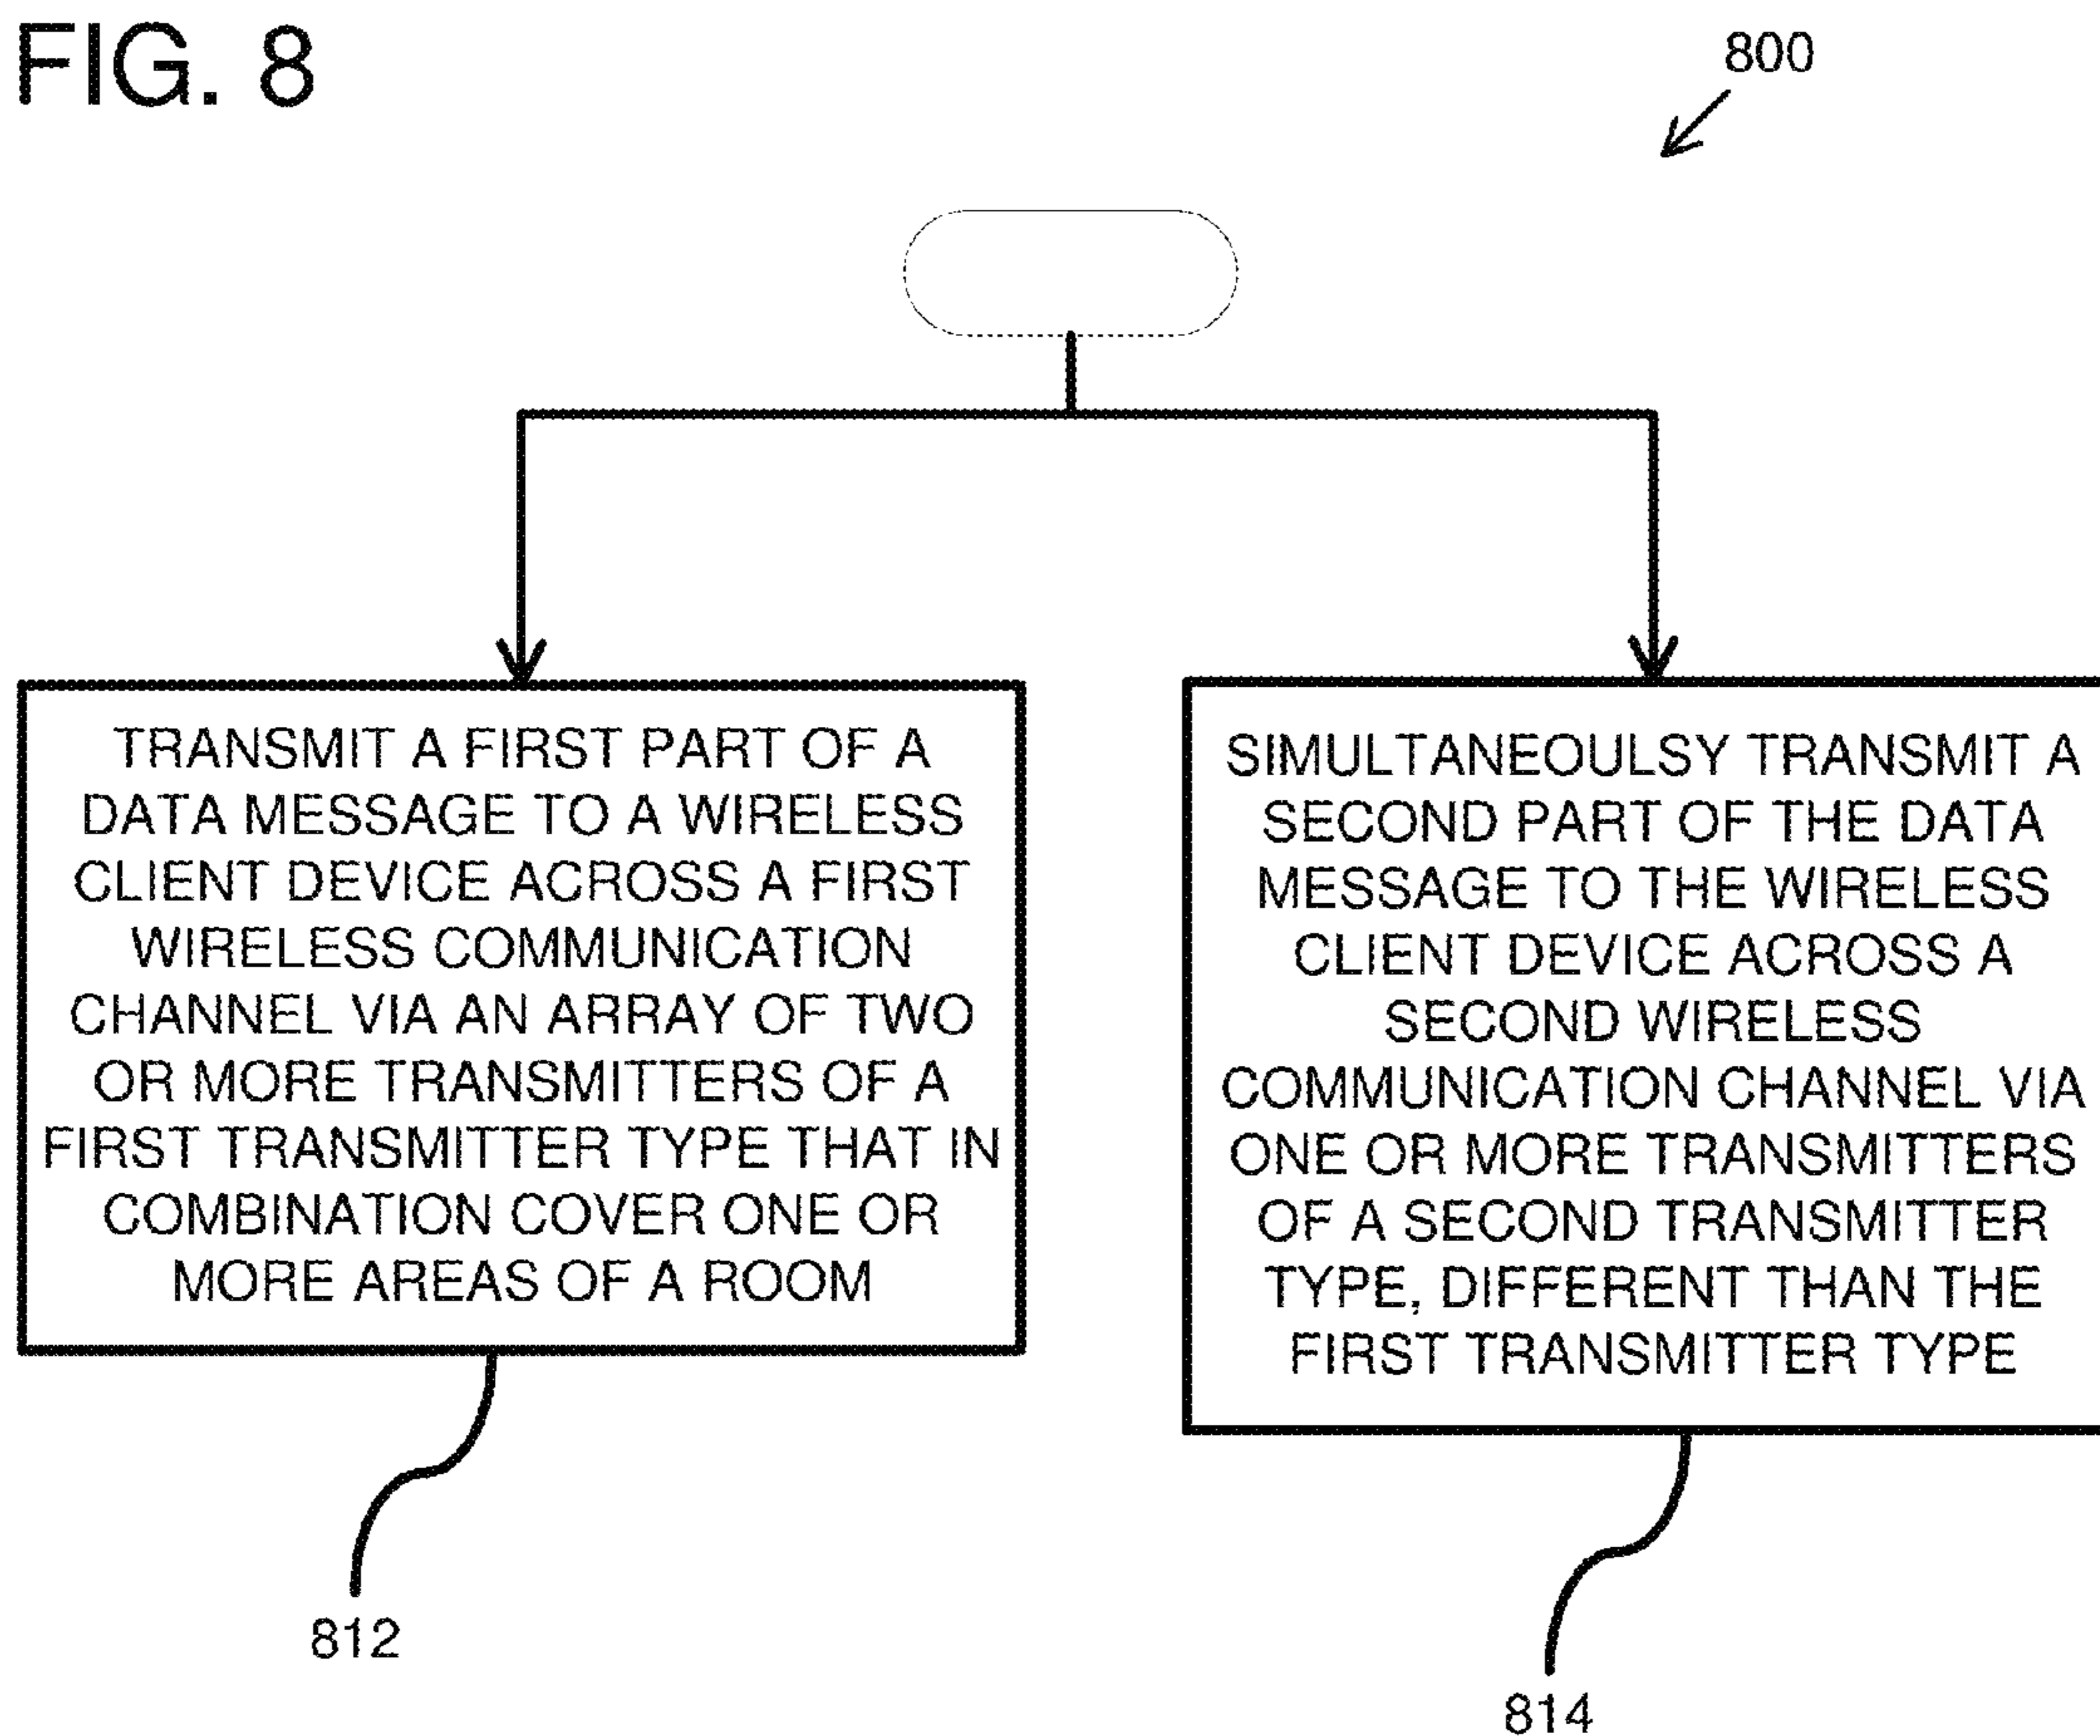 FIG. 8
800
TRANSMIT A FIRST PART OF A
DATA MESSAGE TO A WIRELESS
CLIENT DEVICE ACROSS A FIRST
WIRELESS COMMUNICATION
CHANNEL VIA AN ARRAY OF TWO
OR MORE TRANSMITTERS OF A
FIRST TRANSMITTER TYPE THAT IN
COMBINATION COVER ONE OR
MORE AREAS OF A ROOM
812
SIMULTANEOULSY TRANSMIT A
SECOND PART OF THE DATA
MESSAGE TO THE WIRELESS
CLIENT DEVICE ACROSS A
SECOND WIRELESS
COMMUNICATION CHANNEL VIA
ONE OR MORE TRANSMITTERS
OF A SECOND TRANSMITTER
TYPE, DIFFERENT THAN THE
FIRST TRANSMITTER TYPE
814